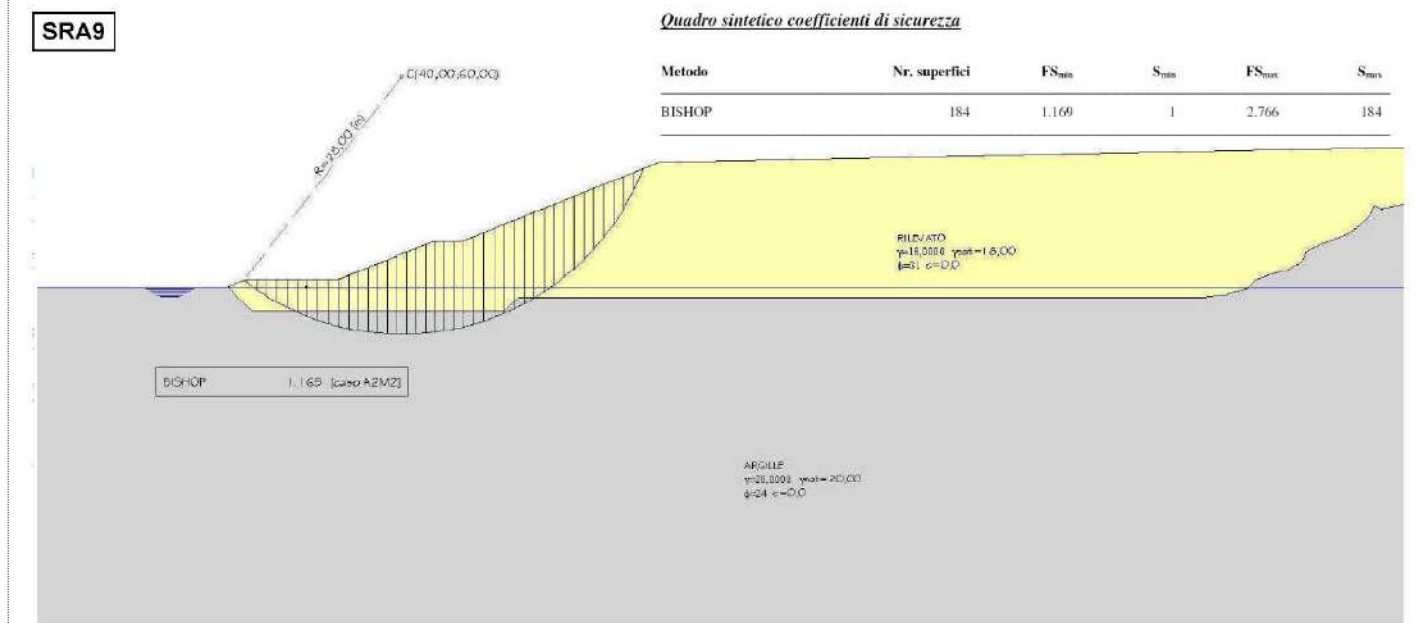 SRA9
Quadro sintetico coefficienti di sicurezza
Metodo Nr. superfici FSmin Smin FSmax Smax
BISHOP 184 1.169 1 2.766 184
C(40,00;60,00)
R=28,00 [m]
RILEVATO
γ=18,0000 γsat=18,00
ϕ=31 c=0,0
BISHOP 1.169 [caso A2M2]
ARGILLE
γ=20,0000 γsat=20,00
ϕ=24 c=0,0